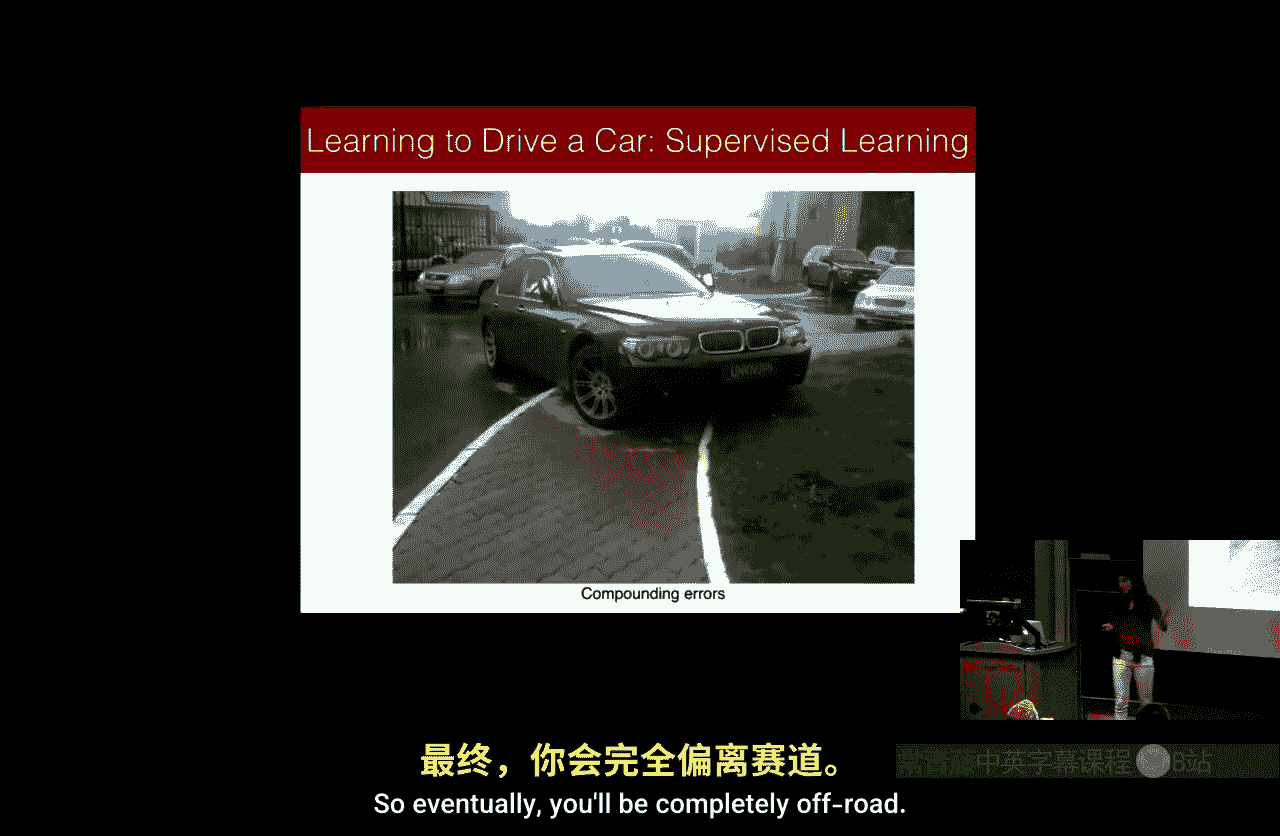 Learning to Drive a Car: Supervised Learning
Compounding errors
中英字幕课程
B站
最终，你会完全偏离赛道。
So eventually, you'll be completely off-road.